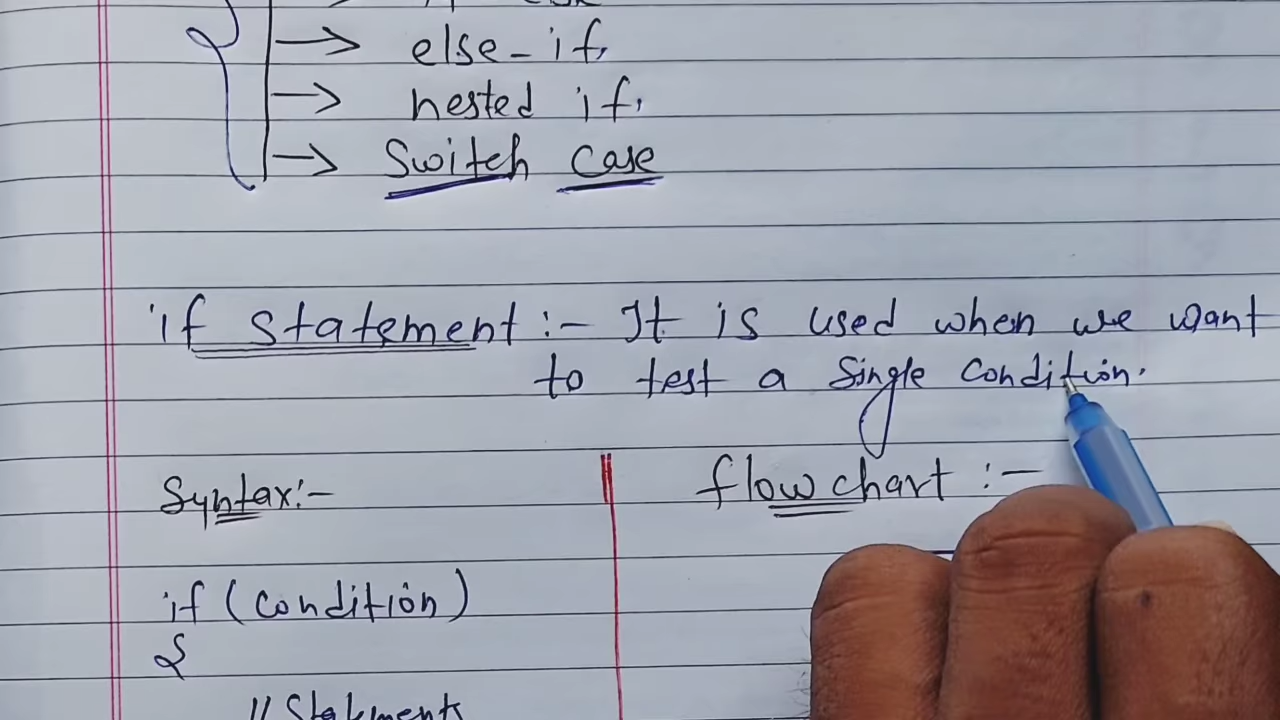 → else-if,
→ nested if,
→ Switch Case
if statement :- It is used when we want
to test a single condition.
Syntax:-
flow chart :-
if (condition)
{
// Statements